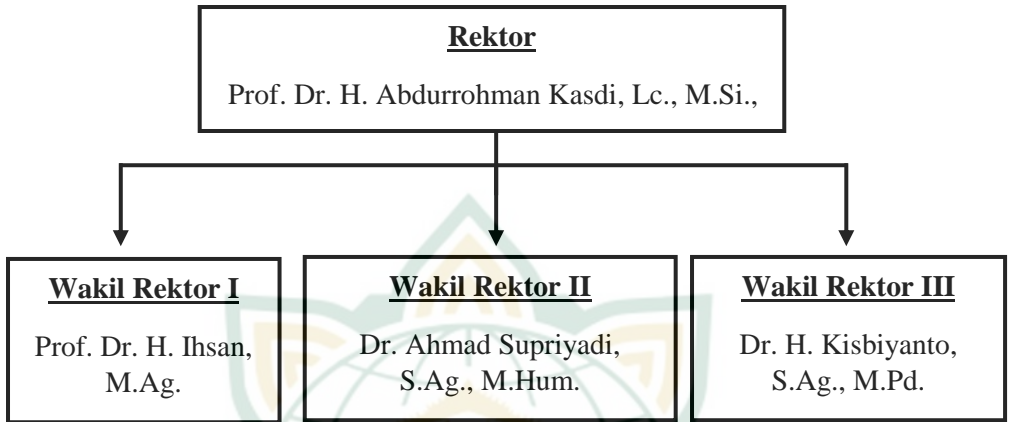 Rektor
Prof. Dr. H. Abdurrohman Kasdi, Lc., M.Si.,
Wakil Rektor I
Prof. Dr. H. Ihsan,
M.Ag.
Wakil Rektor II
Dr. Ahmad Supriyadi,
S.Ag., M.Hum.
Wakil Rektor III
Dr. H. Kisbiyanto,
S.Ag., M.Pd.